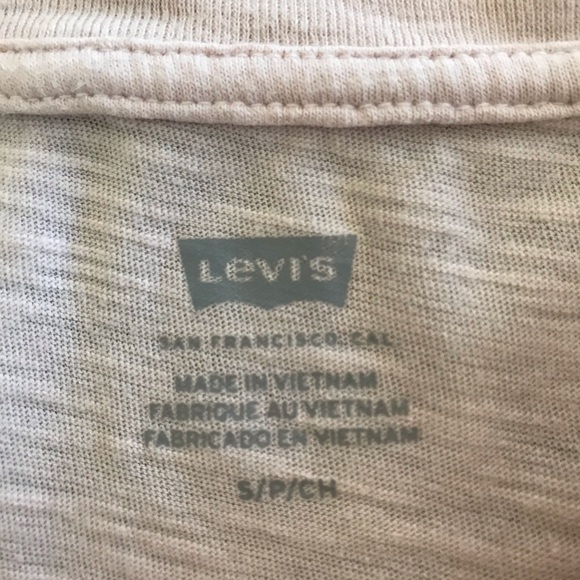 Levi's
SAN FRANCISCO, CAL
MADE IN VIETNAM
FABRIQUE AU VIETNAM
FABRICADO EN VIETNAM
S/P/CH